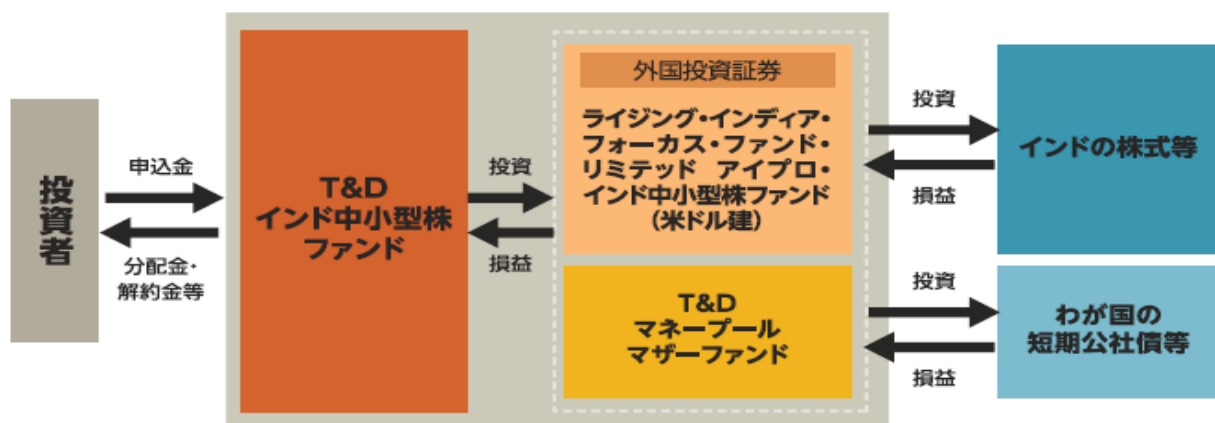 投資者
申込金
分配金・
解約金等
T&D
インド中小型株
ファンド
投資
損益
外国投資証券
ライジング・インディア・
フォーカス・ファンド・
リミテッド アイプロ・
インド中小型株ファンド
（米ドル建）
T&D
マネープール
マザーファンド
投資
損益
インドの株式等
投資
損益
わが国の
短期公社債等